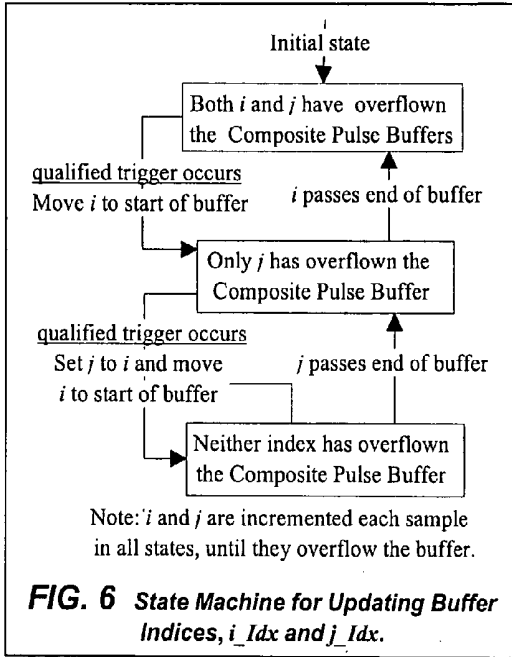 Initial state
Both i and j have overflown
the Composite Pulse Buffers
qualified trigger occurs
Move i to start of buffer
i passes end of buffer
Only j has overflown the
Composite Pulse Buffer
qualified trigger occurs
Set j to i and move
i to start of buffer
j passes end of buffer
Neither index has overflown
the Composite Pulse Buffer
Note: i and j are incremented each sample
in all states, until they overflow the buffer.
FIG. 6 State Machine for Updating Buffer
Indices, i_Idx and j_Idx.